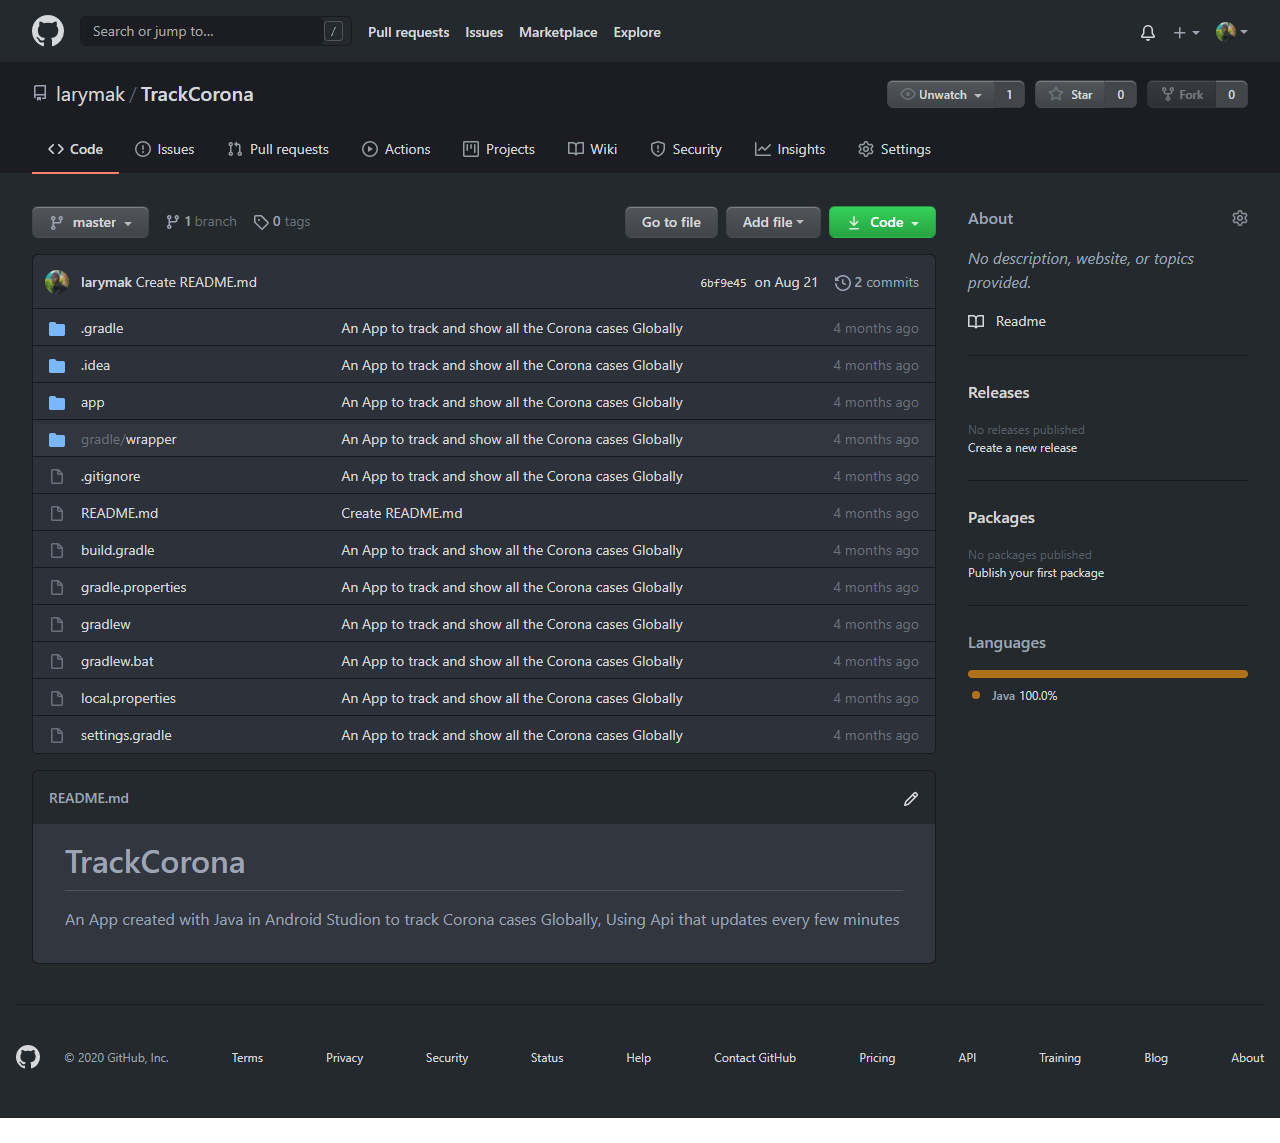 Search or jump to... / Pull requests Issues Marketplace Explore
larymak / TrackCorona Unwatch 1 Star 0 Fork 0
Code Issues Pull requests Actions Projects Wiki Security Insights Settings
master 1 branch 0 tags Go to file Add file Code
larymak Create README.md 6bf9e45 on Aug 21 2 commits
.gradle An App to track and show all the Corona cases Globally 4 months ago
.idea An App to track and show all the Corona cases Globally 4 months ago
app An App to track and show all the Corona cases Globally 4 months ago
gradle/wrapper An App to track and show all the Corona cases Globally 4 months ago
.gitignore An App to track and show all the Corona cases Globally 4 months ago
README.md Create README.md 4 months ago
build.gradle An App to track and show all the Corona cases Globally 4 months ago
gradle.properties An App to track and show all the Corona cases Globally 4 months ago
gradlew An App to track and show all the Corona cases Globally 4 months ago
gradlew.bat An App to track and show all the Corona cases Globally 4 months ago
local.properties An App to track and show all the Corona cases Globally 4 months ago
settings.gradle An App to track and show all the Corona cases Globally 4 months ago
README.md
TrackCorona
An App created with Java in Android Studion to track Corona cases Globally, Using Api that updates every few minutes
About
No description, website, or topics
provided.
Readme
Releases
No releases published
Create a new release
Packages
No packages published
Publish your first package
Languages
Java 100.0%
© 2020 GitHub, Inc. Terms Privacy Security Status Help Contact GitHub Pricing API Training Blog About